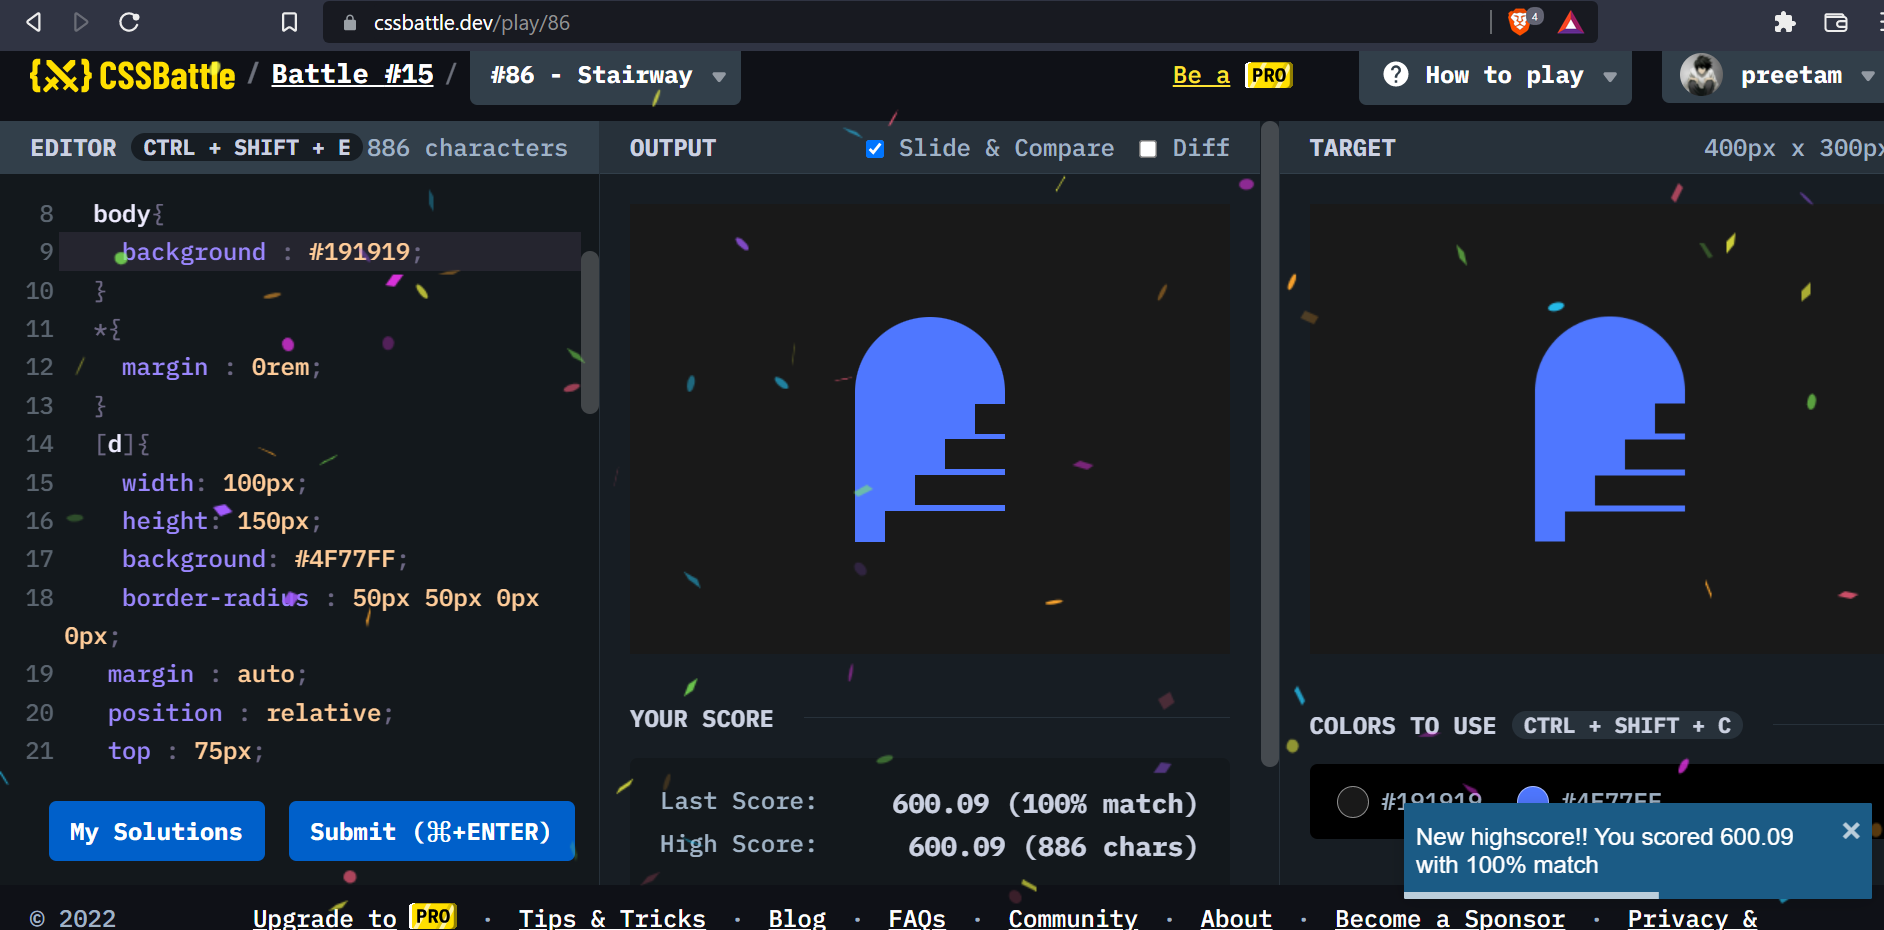 cssbattle.dev/play/86
4
{X} CSSBattle / Battle #15 / #86 - Stairway
Be a PRO
? How to play
preetam
EDITOR CTRL + SHIFT + E 886 characters
OUTPUT Slide & Compare Diff
TARGET 400px x 300px
8 body{
9 background : #191919;
10 }
11 *{
12 margin : 0rem;
13 }
14 [d]{
15 width: 100px;
16 height: 150px;
17 background: #4F77FF;
18 border-radius : 50px 50px 0px
0px;
19 margin : auto;
20 position : relative;
21 top : 75px;
My Solutions
Submit (⌘+ENTER)
YOUR SCORE
Last Score: 600.09 (100% match)
High Score: 600.09 (886 chars)
COLORS TO USE CTRL + SHIFT + C
#191919 #4F77FF
New highscore!! You scored 600.09
with 100% match
© 2022 Upgrade to PRO · Tips & Tricks · Blog · FAQs · Community · About · Become a Sponsor · Privacy &